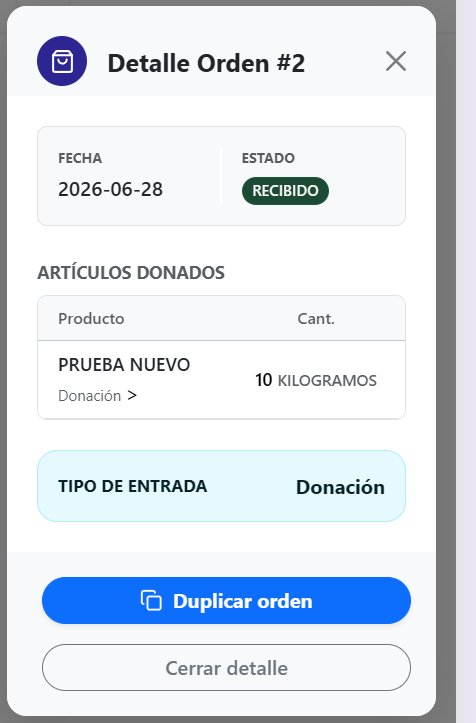 Detalle Orden #2
FECHA
2026-06-28
ESTADO
RECIBIDO
ARTÍCULOS DONADOS
Producto Cant.
PRUEBA NUEVO
Donación >
10 KILOGRAMOS
TIPO DE ENTRADA Donación
Duplicar orden
Cerrar detalle